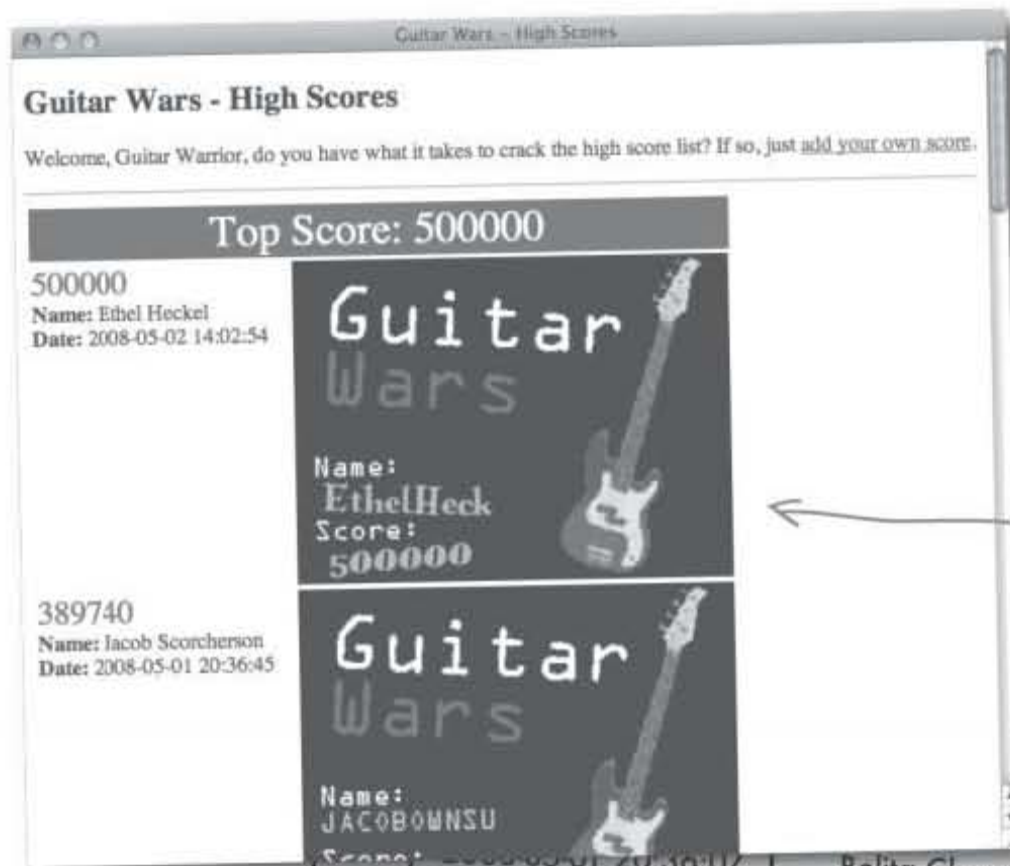 Guitar Wars - High Scores
Guitar Wars - High Scores
Welcome, Guitar Warrior, do you have what it takes to crack the high score list? If so, just add your own score.
Top Score: 500000
500000
Name: Ethel Heckel
Date: 2008-05-02 14:02:54
Guitar
Wars
Name:
EthelHeck
Score:
500000
389740
Name: Jacob Scorcherson
Date: 2008-05-01 20:36:45
Guitar
Wars
Name:
JACOBOWNSU
Score: